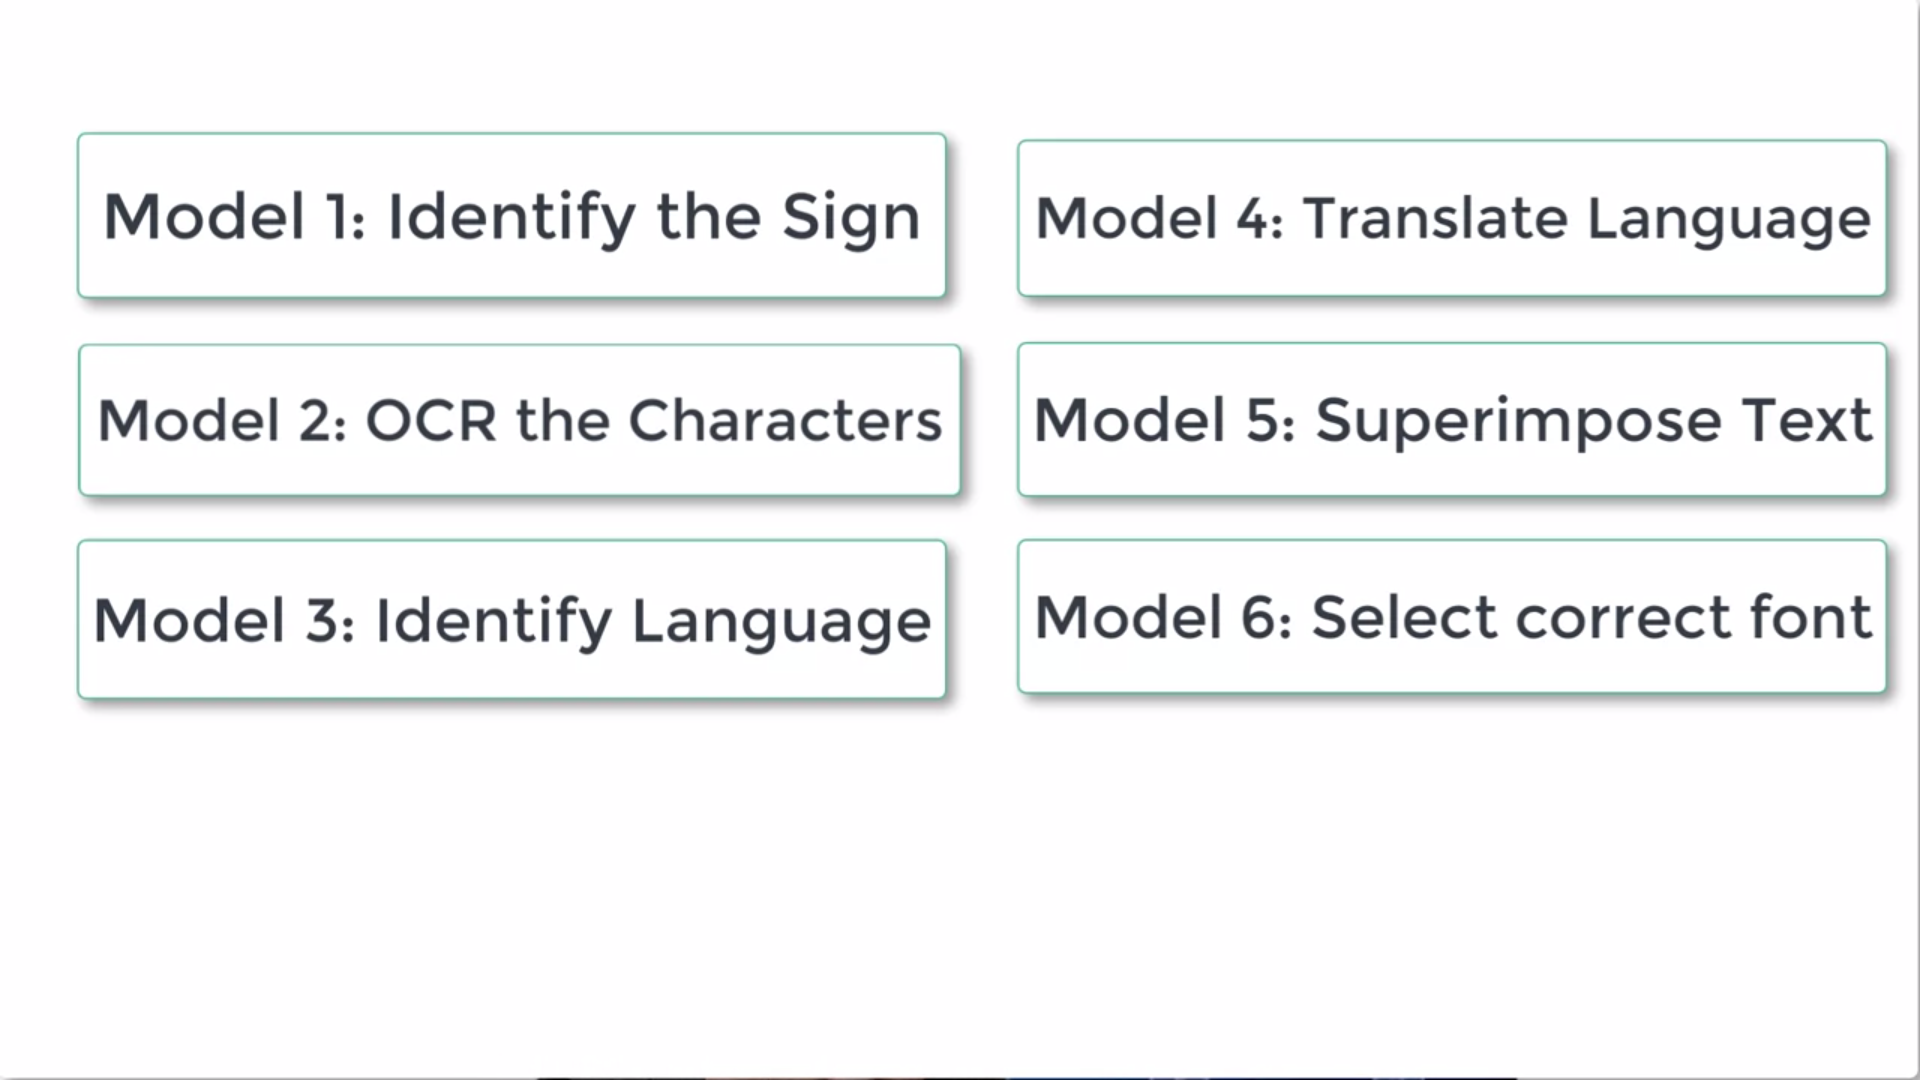 Model 1: Identify the Sign
Model 2: OCR the Characters
Model 3: Identify Language
Model 4: Translate Language
Model 5: Superimpose Text
Model 6: Select correct font